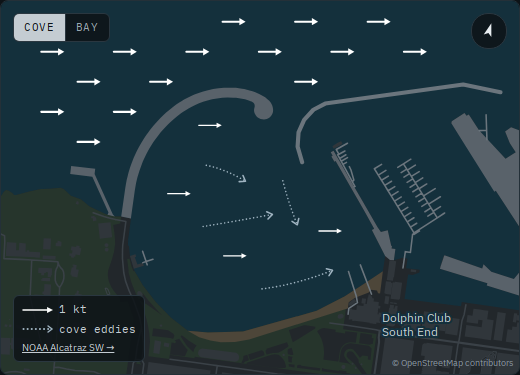 COVE BAY
1 kt
cove eddies
NOAA Alcatraz SW →
Dolphin Club
South End
© OpenStreetMap contributors